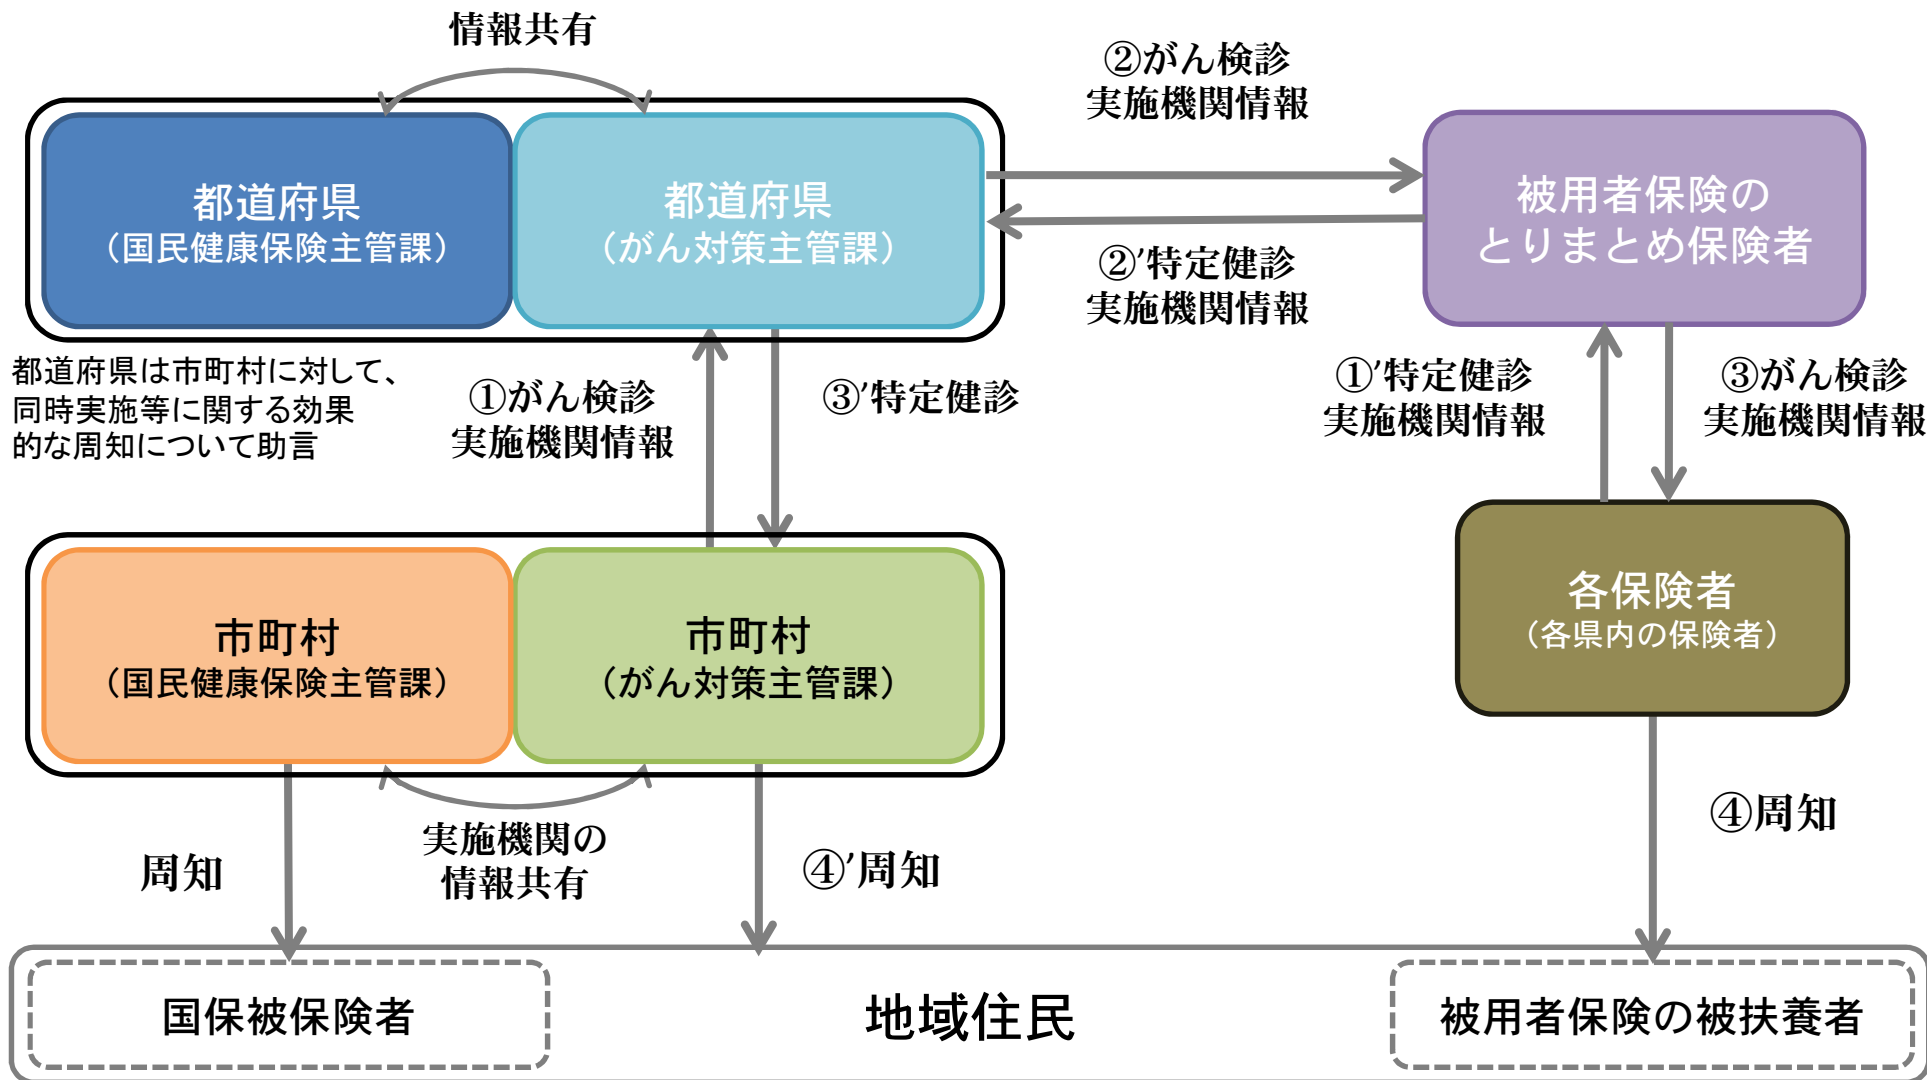 情報共有
②がん検診
実施機関情報
都道府県
（国民健康保険主管課）
都道府県
（がん対策主管課）
被用者保険の
とりまとめ保険者
②’特定健診
実施機関情報
都道府県は市町村に対して、
同時実施等に関する効果
的な周知について助言
①がん検診
実施機関情報
③’特定健診
①’特定健診
実施機関情報
③がん検診
実施機関情報
市町村
（国民健康保険主管課）
市町村
（がん対策主管課）
各保険者
（各県内の保険者）
周知
実施機関の
情報共有
④’周知
④周知
国保被保険者
地域住民
被用者保険の被扶養者